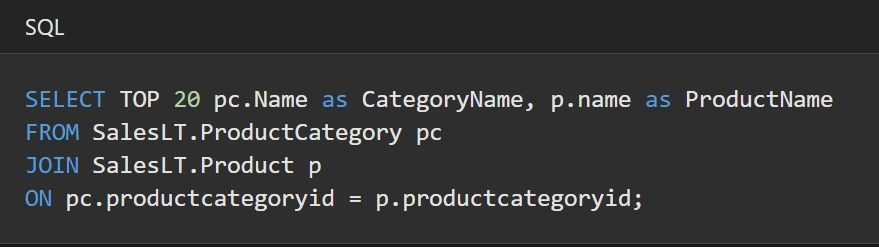 SQL
SELECT TOP 20 pc.Name as CategoryName, p.name as ProductName
FROM SalesLT.ProductCategory pc
JOIN SalesLT.Product p
ON pc.productcategoryid = p.productcategoryid;